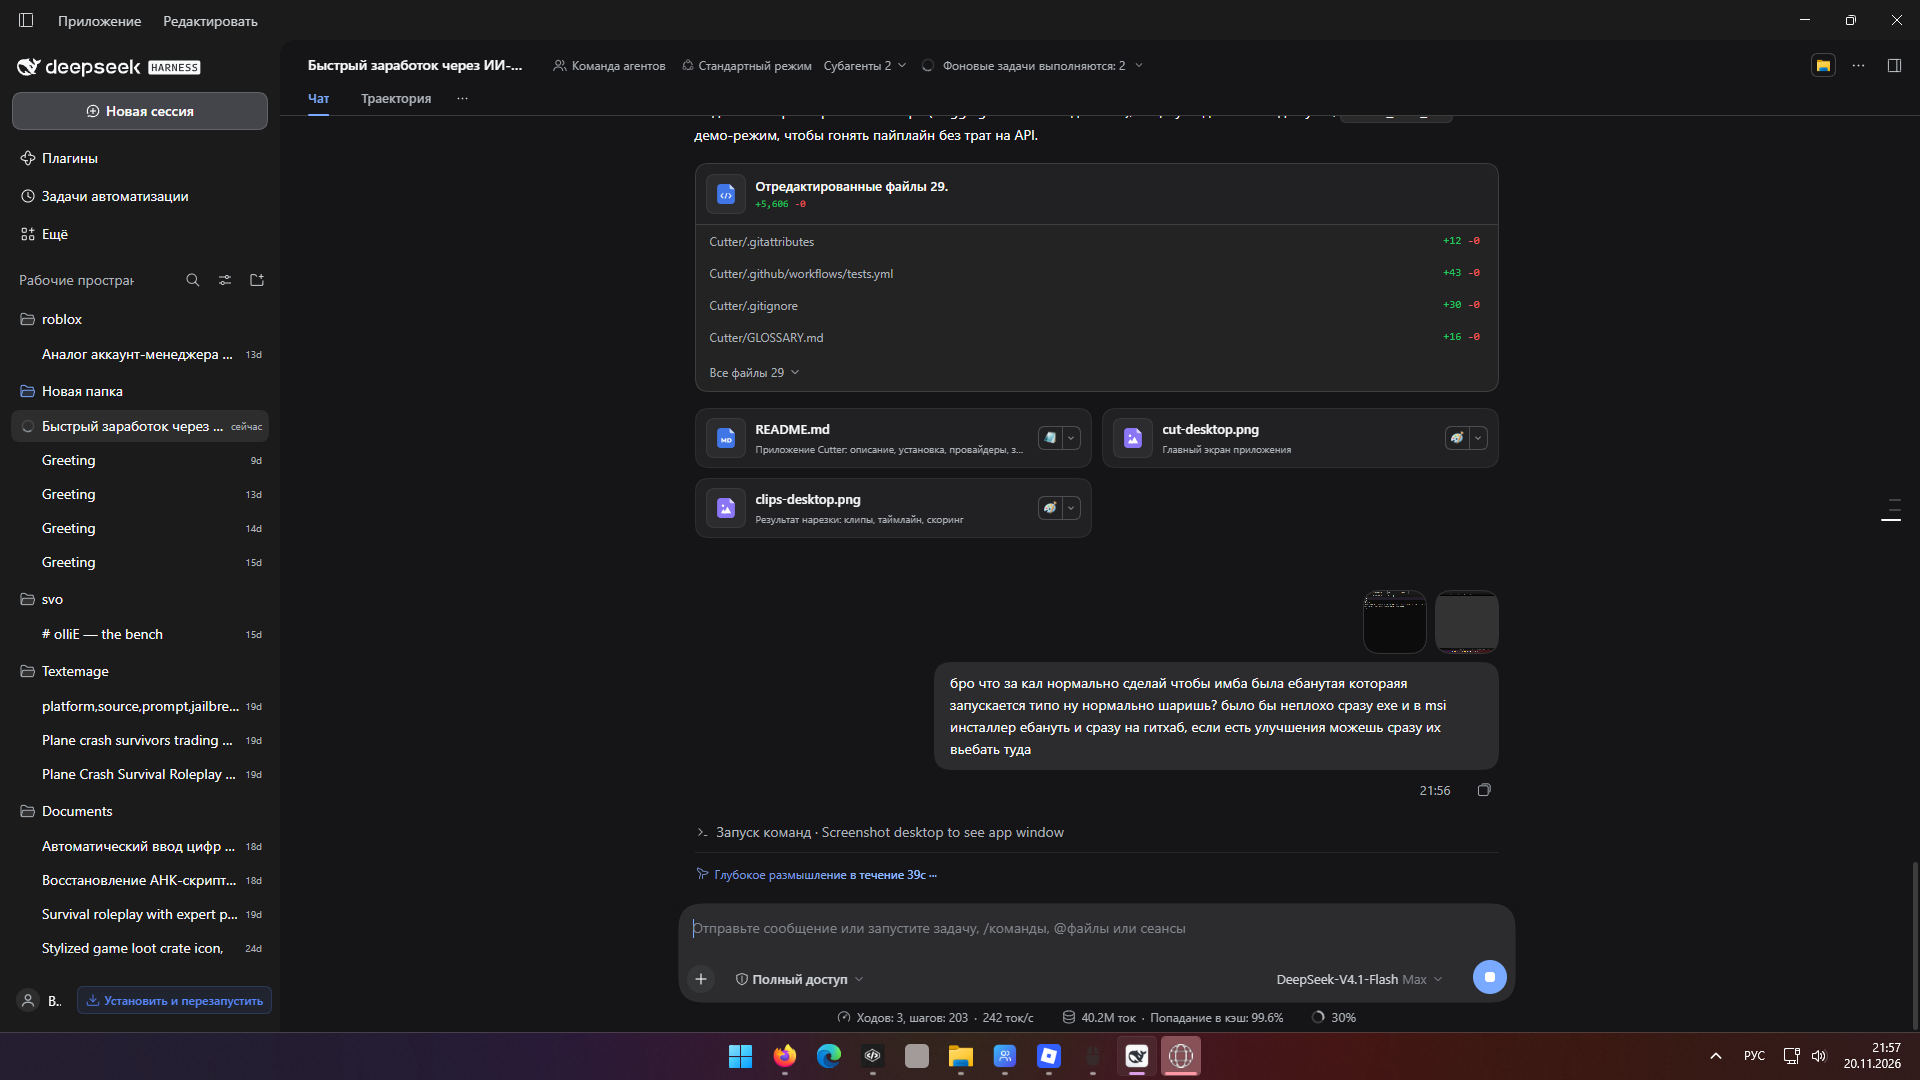 Приложение
Редактировать
deepseek HARNESS
Новая сессия
Плагины
Задачи автоматизации
Ещё
Рабочие простран
roblox
Аналог аккаунт-менеджера ... 13d
Новая папка
Быстрый заработок через ... сейчас
Greeting 9d
Greeting 13d
Greeting 14d
Greeting 15d
svo
# olliE — the bench 15d
Textemage
platform,source,prompt,jailbre... 19d
Plane crash survivors trading ... 19d
Plane Crash Survival Roleplay ... 19d
Documents
Автоматический ввод цифр ... 18d
Восстановление АНК-скрипт... 18d
Survival roleplay with expert p... 19d
Stylized game loot crate icon, 24d
В..
Установить и перезапустить
Быстрый заработок через ИИ-...
Команда агентов
Стандартный режим
Субагенты 2
Фоновые задачи выполняются: 2
Чат
Траектория
демо-режим, чтобы гонять пайплайн без трат на API.
Отредактированные файлы 29.
+5,606 -0
Cutter/.gitattributes +12 -0
Cutter/.github/workflows/tests.yml +43 -0
Cutter/.gitignore +30 -0
Cutter/GLOSSARY.md +16 -0
Все файлы 29
MD
README.md
Приложение Cutter: описание, установка, провайдеры, з...
cut-desktop.png
Главный экран приложения
clips-desktop.png
Результат нарезки: клипы, таймлайн, скоринг
бро что за кал нормально сделай чтобы имба была ебанутая котораяя
запускается типо ну нормально шаришь? было бы неплохо сразу exe и в msi
инсталлер ебануть и сразу на гитхаб, если есть улучшения можешь сразу их
вьебать туда
21:56
Запуск команд · Screenshot desktop to see app window
Глубокое размышление в течение 39с ···
Отправьте сообщение или запустите задачу, /команды, @файлы или сеансы
Полный доступ
DeepSeek-V4.1-Flash Max
Ходов: 3, шагов: 203 · 242 ток/с
40.2M ток · Попадание в кэш: 99.6%
30%
РУС
21:57
20.11.2026